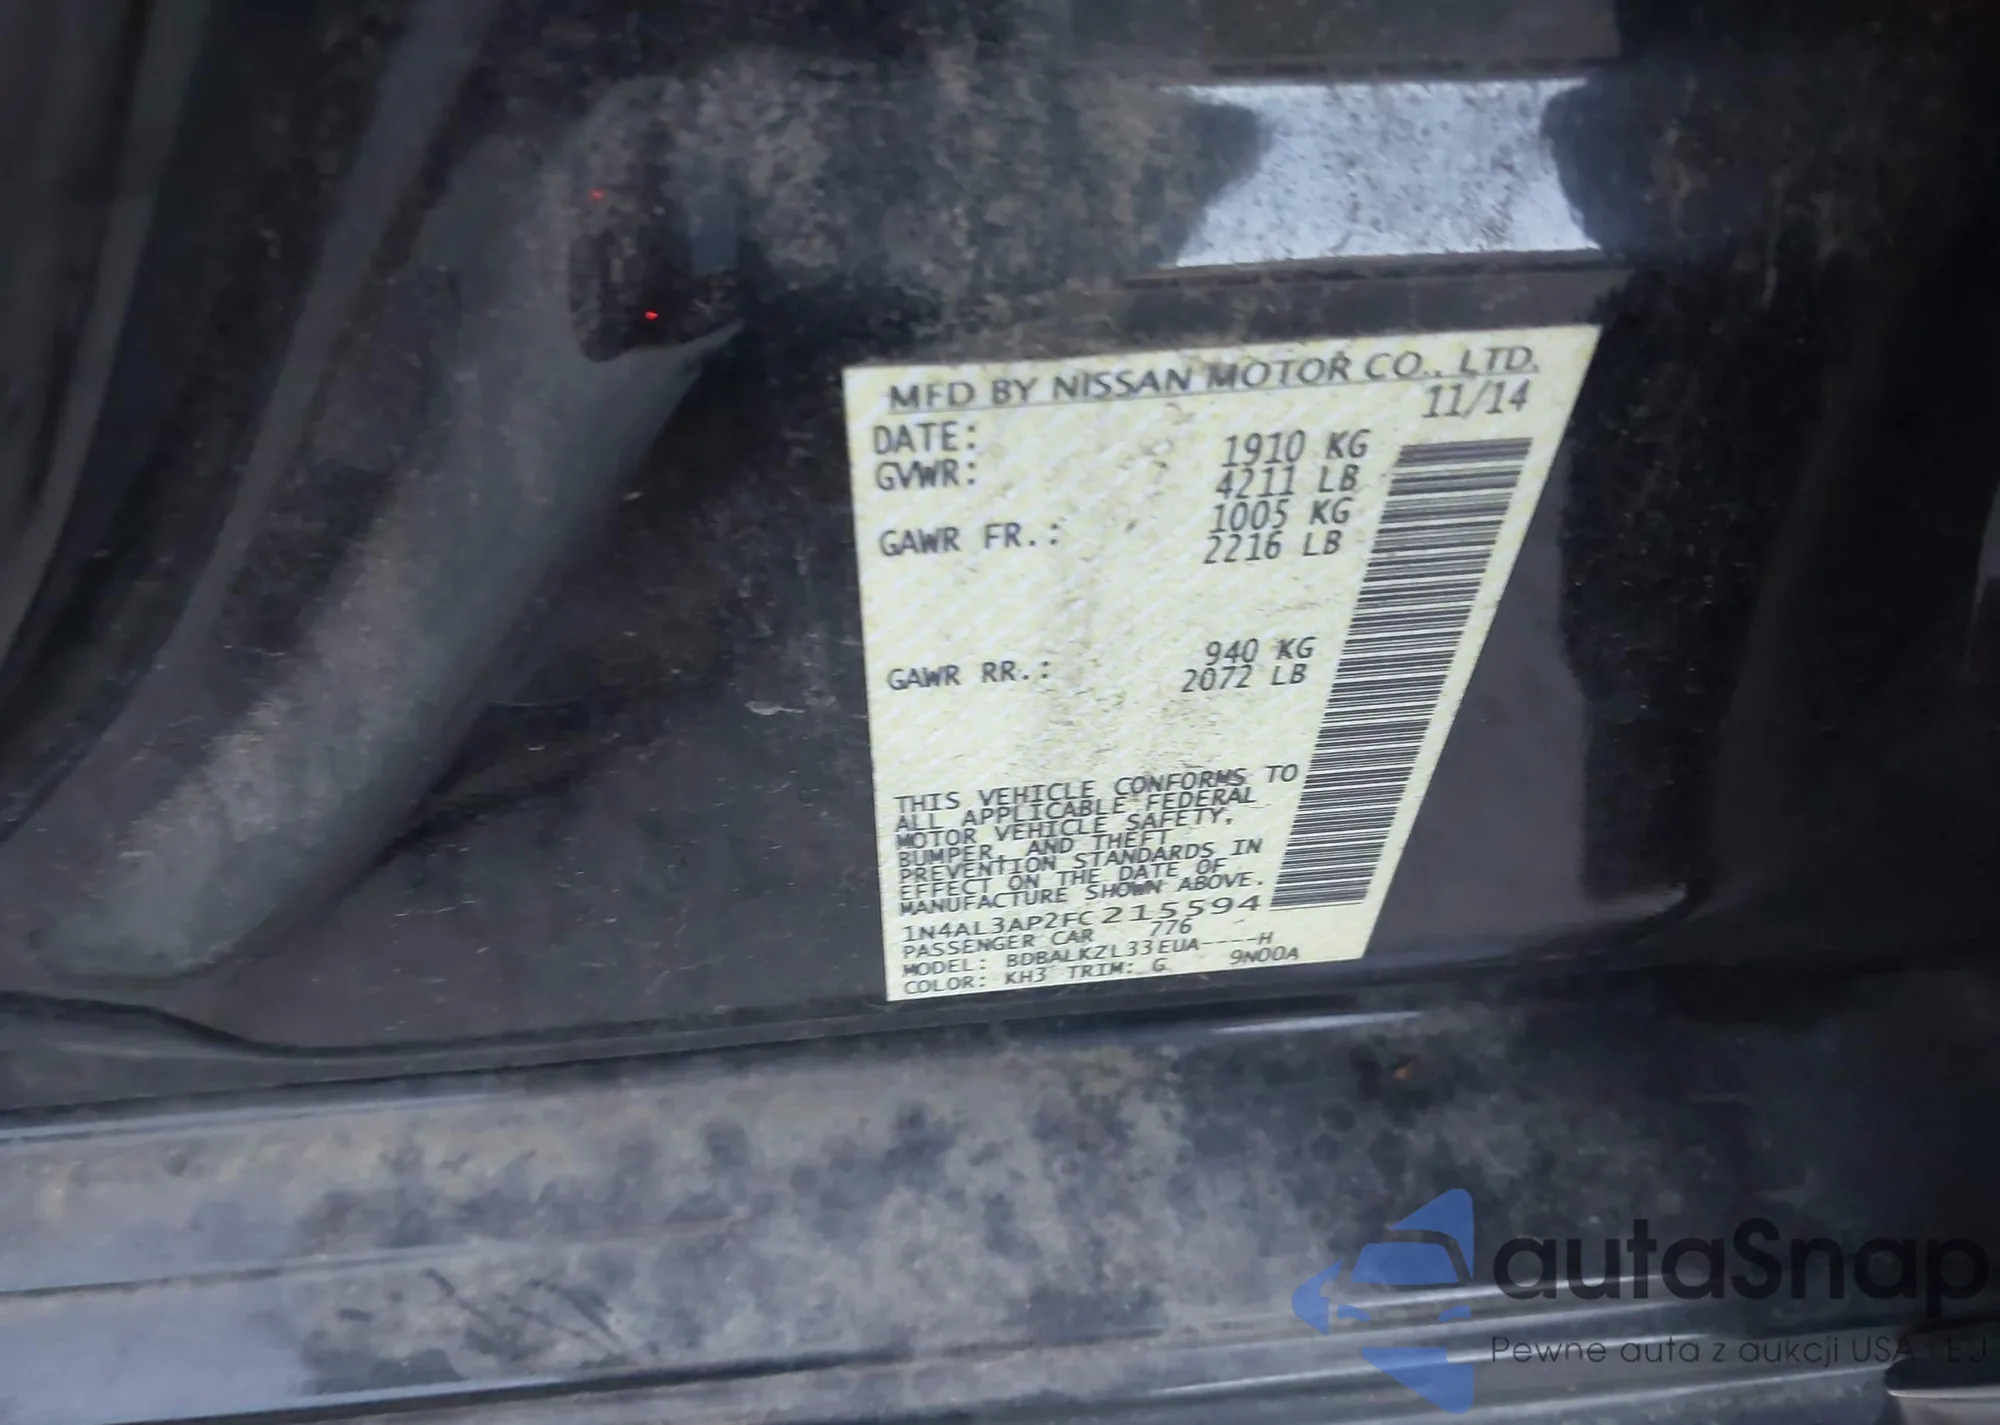 MFD BY NISSAN MOTOR CO., LTD.
DATE: 11/14
GVWR: 1910 KG
4211 LB
GAWR FR.: 1005 KG
2216 LB
GAWR RR.: 940 KG
2072 LB
THIS VEHICLE CONFORMS TO
ALL APPLICABLE FEDERAL
MOTOR VEHICLE SAFETY,
BUMPER, AND THEFT
PREVENTION STANDARDS IN
EFFECT ON THE DATE OF
MANUFACTURE SHOWN ABOVE.
1N4AL3AP2FC215594
PASSENGER CAR 776
MODEL: BDBALKZL33EUA----H
COLOR: KH3 TRIM: G 9N00A
autaSnap
Pewne auta z aukcji USA i EJ